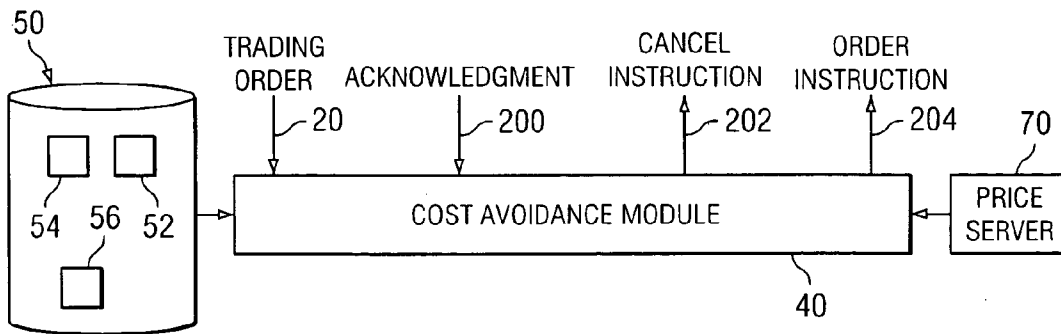 50
TRADING
ORDER
20
ACKNOWLEDGMENT
200
CANCEL
INSTRUCTION
202
ORDER
INSTRUCTION
204
70
54
52
56
COST AVOIDANCE MODULE
PRICE
SERVER
40